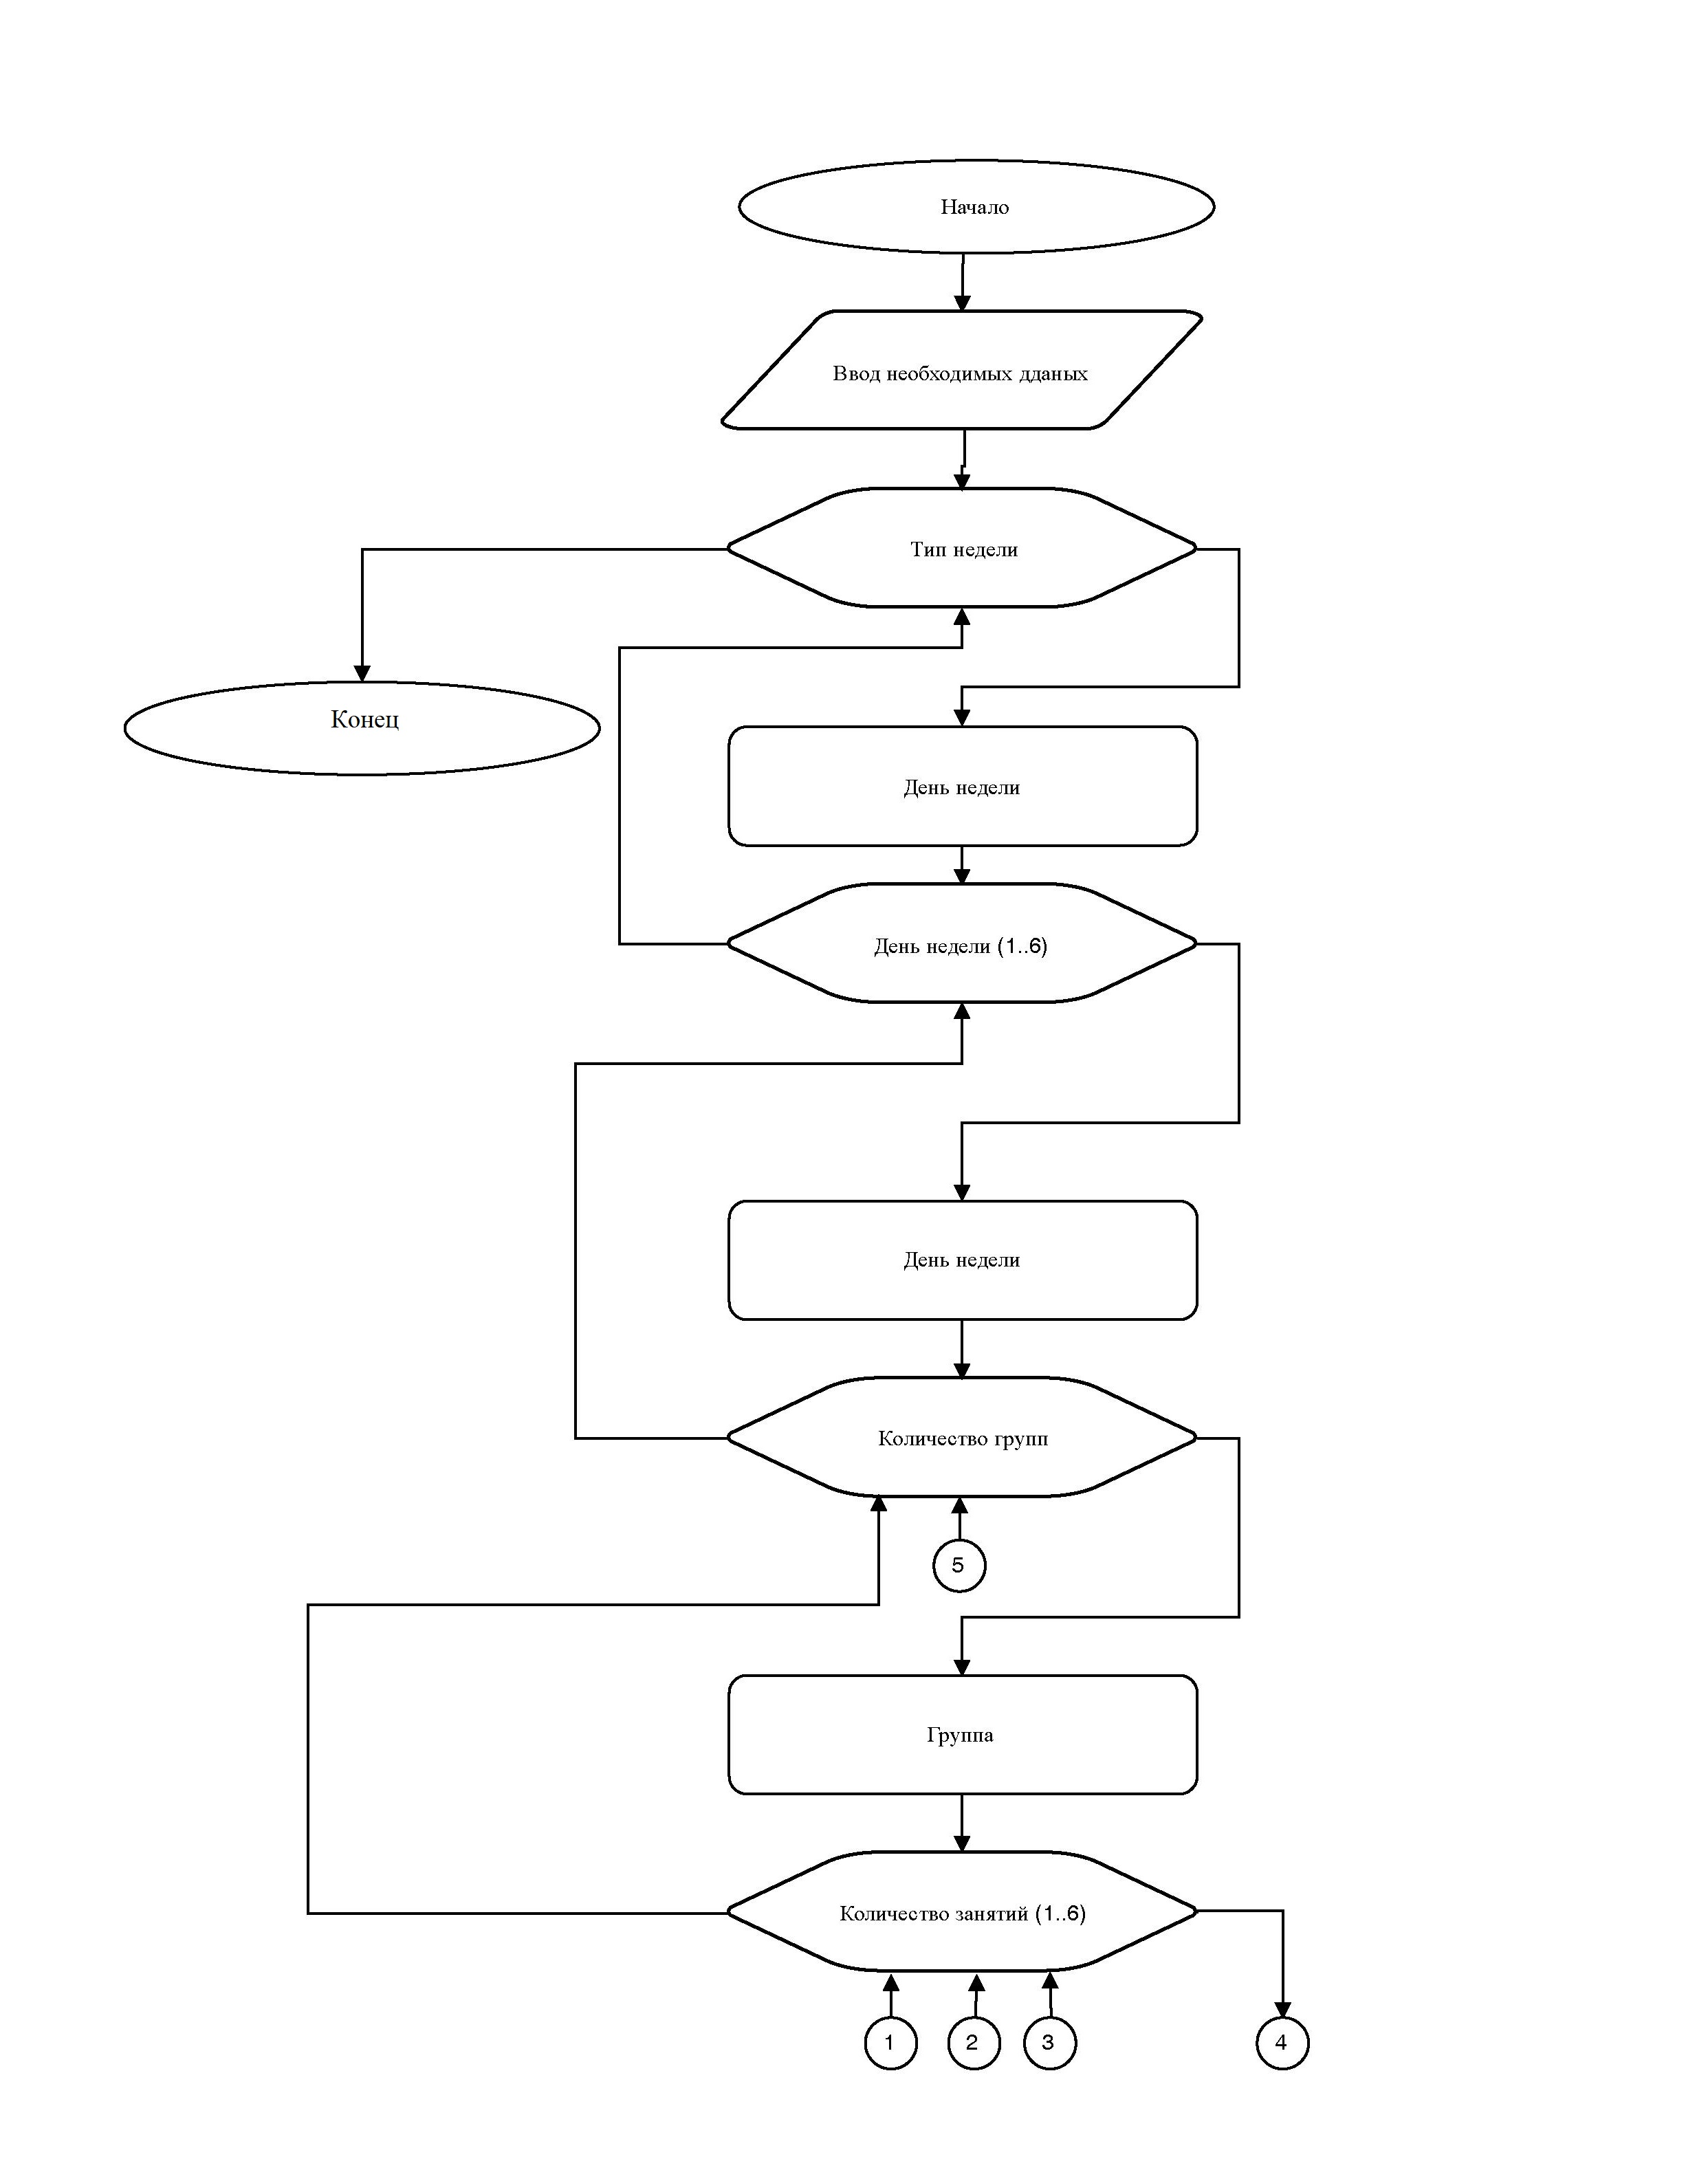 Начало
Ввод необходимых дданых
Тип недели
Конец
День недели
День недели (1..6)
День недели
Количество групп
5
Группа
Количество занятий (1..6)
1
2
3
4